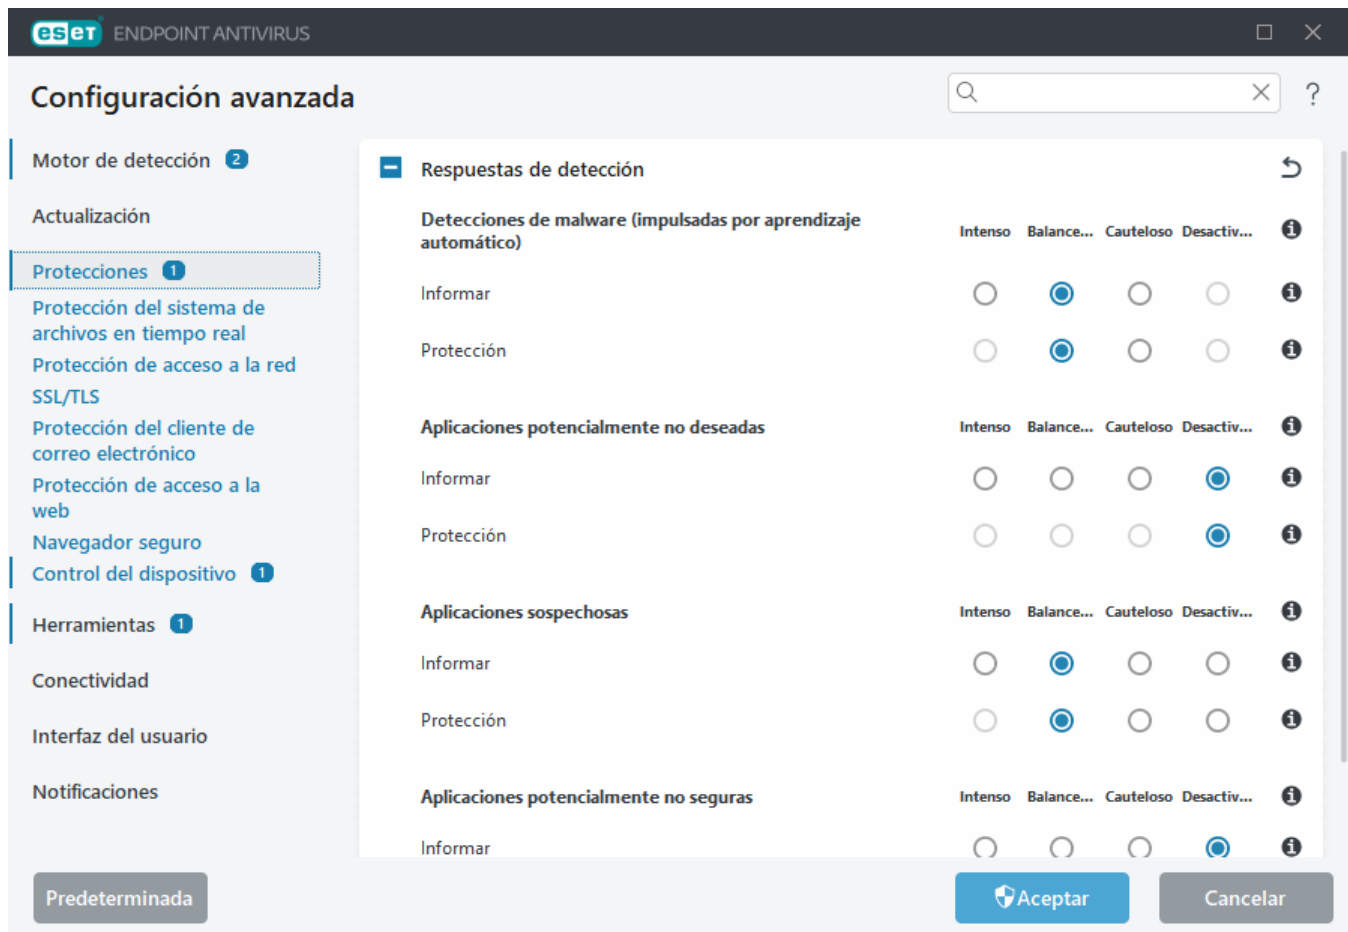 eset ENDPOINT ANTIVIRUS
Configuración avanzada
?
Motor de detección 2
Actualización
Protecciones 1
Protección del sistema de
archivos en tiempo real
Protección de acceso a la red
SSL/TLS
Protección del cliente de
correo electrónico
Protección de acceso a la
web
Navegador seguro
Control del dispositivo 1
Herramientas 1
Conectividad
Interfaz del usuario
Notificaciones
Respuestas de detección
Detecciones de malware (impulsadas por aprendizaje
automático)
Intenso Balance... Cauteloso Desactiv...
Informar
Protección
Aplicaciones potencialmente no deseadas Intenso Balance... Cauteloso Desactiv...
Informar
Protección
Aplicaciones sospechosas Intenso Balance... Cauteloso Desactiv...
Informar
Protección
Aplicaciones potencialmente no seguras Intenso Balance... Cauteloso Desactiv...
Informar
Predeterminada
Aceptar
Cancelar